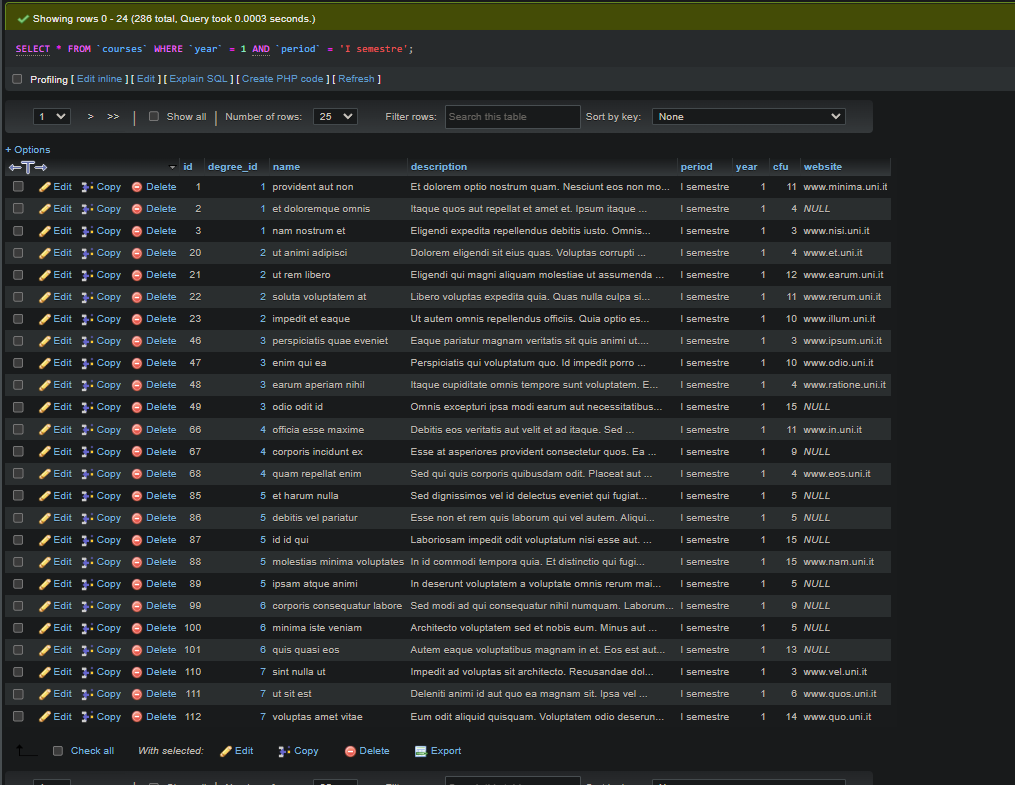 Showing rows 0 - 24 (286 total, Query took 0.0003 seconds.)
SELECT * FROM `courses` WHERE `year` = 1 AND `period` = 'I semestre';
Profiling [ Edit inline ] [ Edit ] [ Explain SQL ] [ Create PHP code ] [ Refresh ]
1 > >> | Show all | Number of rows: 25 Filter rows: Search this table Sort by key: None
+ Options
id degree_id name description period year cfu website
Edit Copy Delete 1 1 provident aut non Et dolorem optio nostrum quam. Nesciunt eos non mo... I semestre 1 11 www.minima.uni.it
Edit Copy Delete 2 1 et doloremque omnis Itaque quos aut repellat et amet et. Ipsum itaque ... I semestre 1 4 NULL
Edit Copy Delete 3 1 nam nostrum et Eligendi expedita repellendus debitis iusto. Omnis... I semestre 1 3 www.nisi.uni.it
Edit Copy Delete 20 2 ut animi adipisci Dolorem eligendi sit eius quas. Voluptas corrupti ... I semestre 1 4 www.et.uni.it
Edit Copy Delete 21 2 ut rem libero Eligendi qui magni aliquam molestiae ut assumenda ... I semestre 1 12 www.earum.uni.it
Edit Copy Delete 22 2 soluta voluptatem at Libero voluptas expedita quia. Quas nulla culpa si... I semestre 1 11 www.rerum.uni.it
Edit Copy Delete 23 2 impedit et eaque Ut autem omnis repellendus officiis. Quia optio es... I semestre 1 10 www.illum.uni.it
Edit Copy Delete 46 3 perspiciatis quae eveniet Eaque pariatur magnam veritatis sit quis animi ut.... I semestre 1 3 www.ipsum.uni.it
Edit Copy Delete 47 3 enim qui ea Perspiciatis qui voluptatum quo. Id impedit porro ... I semestre 1 10 www.odio.uni.it
Edit Copy Delete 48 3 earum aperiam nihil Itaque cupiditate omnis tempore sunt voluptatem. E... I semestre 1 4 www.ratione.uni.it
Edit Copy Delete 49 3 odio odit id Omnis excepturi ipsa modi earum aut necessitatibus... I semestre 1 15 NULL
Edit Copy Delete 66 4 officia esse maxime Debitis eos veritatis aut velit et ad itaque. Sed ... I semestre 1 11 www.in.uni.it
Edit Copy Delete 67 4 corporis incidunt ex Esse at asperiores provident consectetur quos. Ea ... I semestre 1 9 NULL
Edit Copy Delete 68 4 quam repellat enim Sed qui quis corporis quibusdam odit. Placeat aut ... I semestre 1 4 www.eos.uni.it
Edit Copy Delete 85 5 et harum nulla Sed dignissimos vel id delectus eveniet qui fugiat... I semestre 1 5 NULL
Edit Copy Delete 86 5 debitis vel pariatur Esse non et rem quis laborum qui vel autem. Aliqui... I semestre 1 5 NULL
Edit Copy Delete 87 5 id id qui Laboriosam impedit odit voluptatum nisi esse aut. ... I semestre 1 15 NULL
Edit Copy Delete 88 5 molestias minima voluptates In id commodi tempora quia. Et distinctio qui fugi... I semestre 1 15 www.nam.uni.it
Edit Copy Delete 89 5 ipsam atque animi In deserunt voluptatem a voluptate omnis rerum mai... I semestre 1 5 NULL
Edit Copy Delete 99 6 corporis consequatur labore Sed modi ad qui consequatur nihil numquam. Laborum... I semestre 1 9 NULL
Edit Copy Delete 100 6 minima iste veniam Architecto voluptatem sed et nobis eum. Minus aut ... I semestre 1 5 NULL
Edit Copy Delete 101 6 quis quasi eos Autem eaque voluptatibus magnam in et. Eos est aut... I semestre 1 13 NULL
Edit Copy Delete 110 7 sint nulla ut Impedit ad voluptas sit architecto. Recusandae dol... I semestre 1 3 www.vel.uni.it
Edit Copy Delete 111 7 ut sit est Deleniti animi id aut quo ea magnam sit. Ipsa vel ... I semestre 1 6 www.quos.uni.it
Edit Copy Delete 112 7 voluptas amet vitae Eum odit aliquid quisquam. Voluptatem odio deserun... I semestre 1 14 www.quo.uni.it
Check all With selected: Edit Copy Delete Export